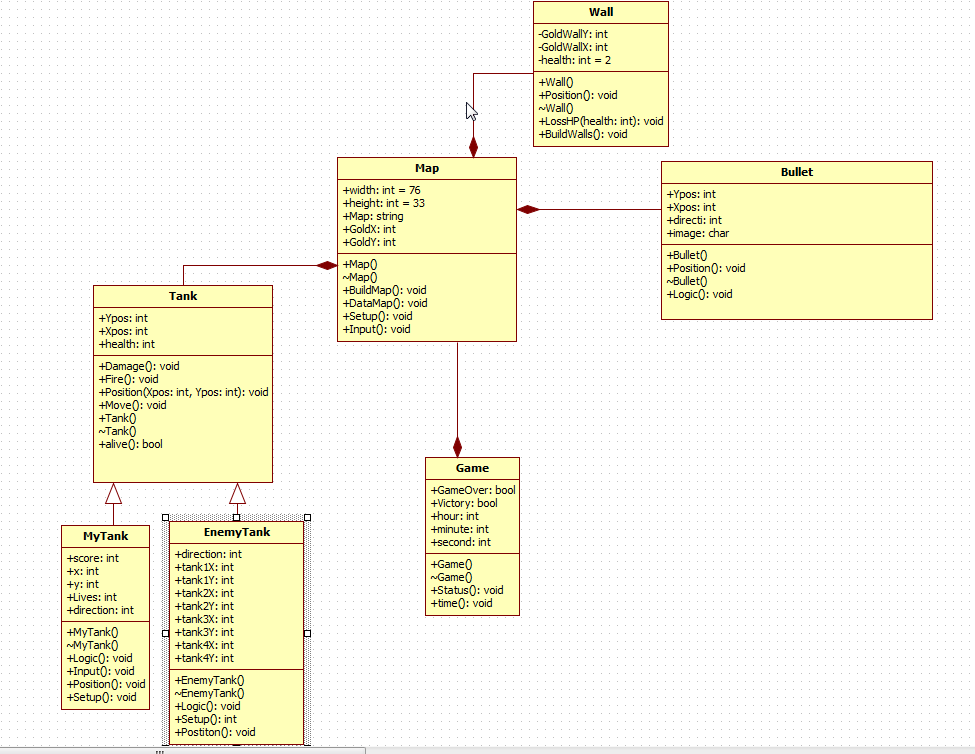 Wall
-GoldWallY: int
-GoldWallX: int
-health: int = 2
+Wall()
+Position(): void
~Wall()
+LossHP(health: int): void
+BuildWalls(): void
Map
+width: int = 76
+height: int = 33
+Map: string
+GoldX: int
+GoldY: int
+Map()
~Map()
+BuildMap(): void
+DataMap(): void
+Setup(): void
+Input(): void
Bullet
+Ypos: int
+Xpos: int
+directi: int
+image: char
+Bullet()
+Position(): void
~Bullet()
+Logic(): void
Tank
+Ypos: int
+Xpos: int
+health: int
+Damage(): void
+Fire(): void
+Position(Xpos: int, Ypos: int): void
+Move(): void
+Tank()
~Tank()
+alive(): bool
Game
+GameOver: bool
+Victory: bool
+hour: int
+minute: int
+second: int
+Game()
~Game()
+Status(): void
+time(): void
MyTank
+score: int
+x: int
+y: int
+Lives: int
+direction: int
+MyTank()
~MyTank()
+Logic(): void
+Input(): void
+Position(): void
+Setup(): void
EnemyTank
+direction: int
+tank1X: int
+tank1Y: int
+tank2X: int
+tank2Y: int
+tank3X: int
+tank3Y: int
+tank4X: int
+tank4Y: int
+EnemyTank()
~EnemyTank()
+Logic(): void
+Setup(): int
+Postiton(): void